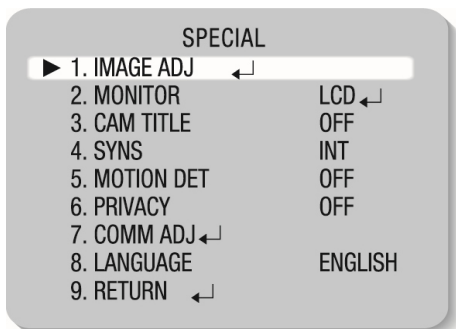 SPECIAL
▶ 1. IMAGE ADJ ↵
2. MONITOR LCD ↵
3. CAM TITLE OFF
4. SYNS INT
5. MOTION DET OFF
6. PRIVACY OFF
7. COMM ADJ ↵
8. LANGUAGE ENGLISH
9. RETURN ↵